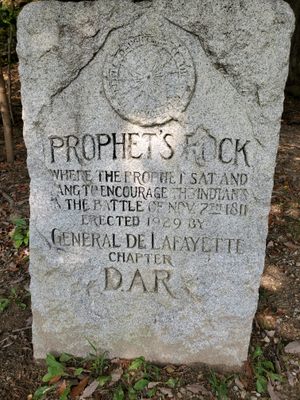 PROPHET'S ROCK
WHERE THE PROPHET SAT AND
SANG TO ENCOURAGE THE INDIANS
IN THE BATTLE OF NOV. 7TH 1811
ERECTED 1929 BY
GENERAL DE LAFAYETTE
CHAPTER
D.A.R.